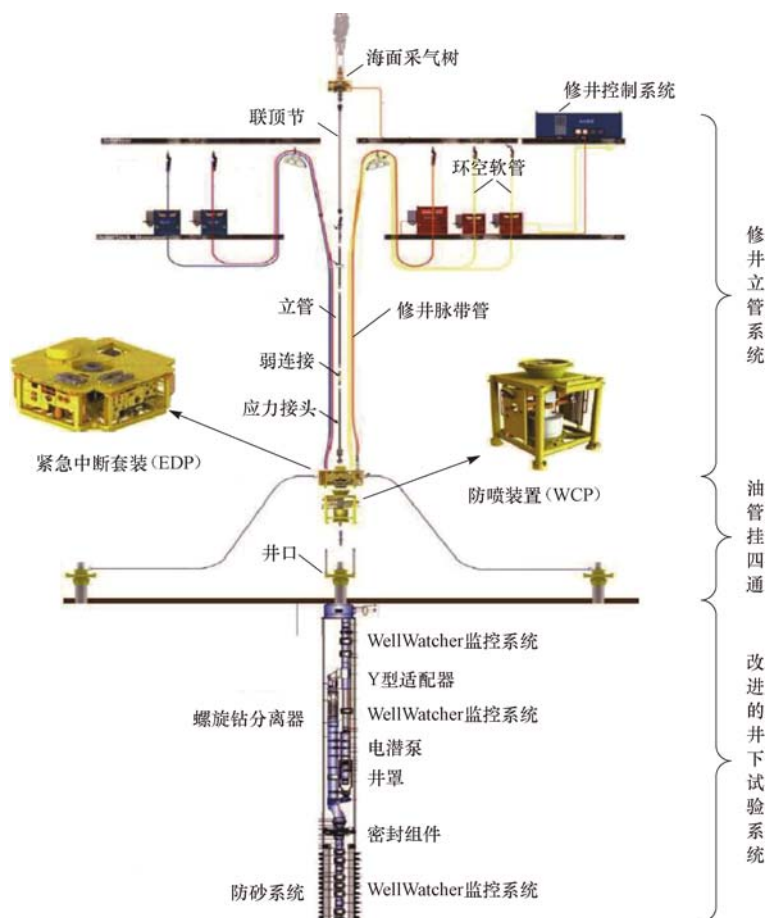 海面采气树
修井控制系统
联顶节
环空软管
立管
修井脉带管
弱连接
应力接头
紧急中断套装(EDP)
防喷装置(WCP)
井口
修井立管系统
油管挂四通
改进的井下试验系统
WellWatcher监控系统
Y型适配器
螺旋钻分离器
WellWatcher监控系统
电潜泵
井罩
密封组件
防砂系统
WellWatcher监控系统